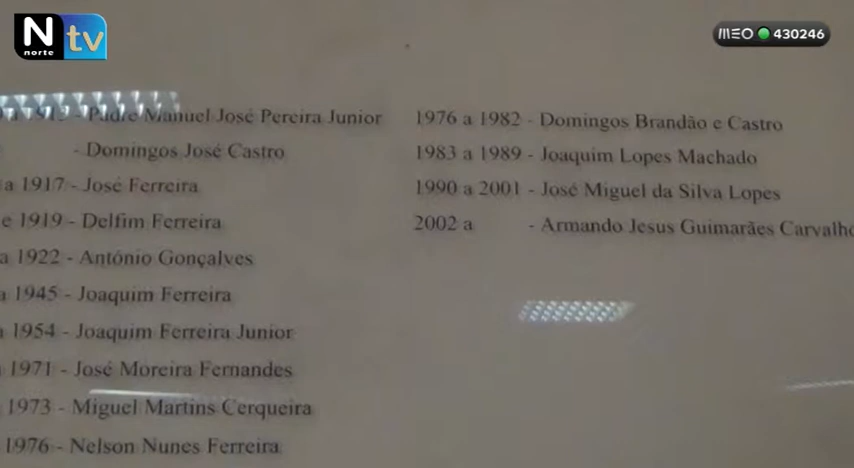 N tv
norte
MEO 430246
a 1913 - Padre Manuel José Pereira Junior
- Domingos José Castro
a 1917 - José Ferreira
e 1919 - Delfim Ferreira
a 1922 - António Gonçalves
a 1945 - Joaquim Ferreira
a 1954 - Joaquim Ferreira Junior
1971 - José Moreira Fernandes
1973 - Miguel Martins Cerqueira
1976 - Nelson Nunes Ferreira
1976 a 1982 - Domingos Brandão e Castro
1983 a 1989 - Joaquim Lopes Machado
1990 a 2001 - José Miguel da Silva Lopes
2002 a - Armando Jesus Guimarães Carvalho